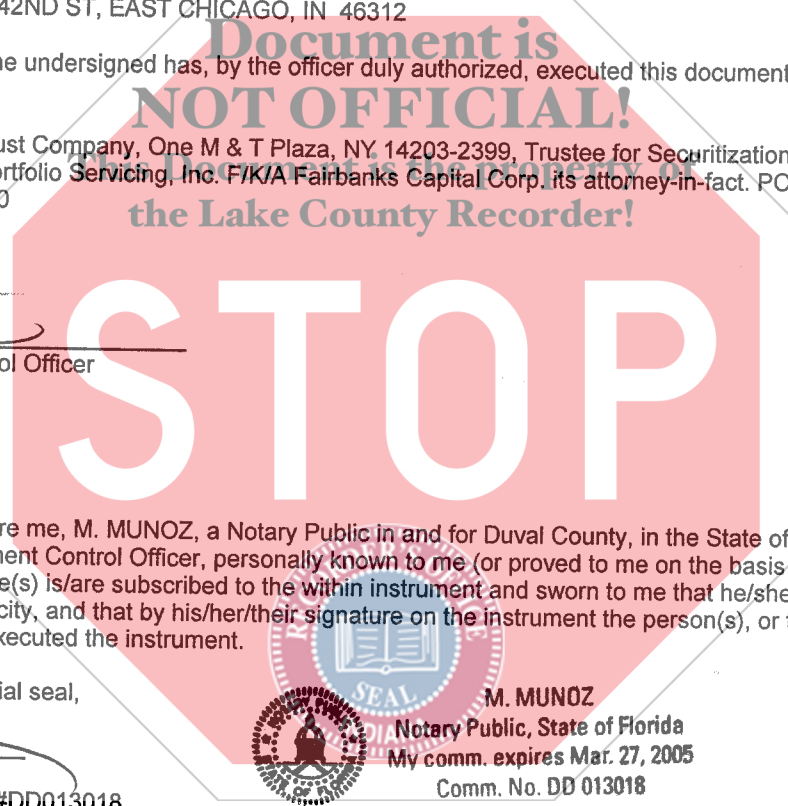 42ND ST, EAST CHICAGO, IN 46312
Document is
ne undersigned has, by the officer duly authorized, executed this document
NOT OFFICIAL!
ust Company, One M & T Plaza, NY 14203-2399, Trustee for Securitization
This Document is the property of
ortfolio Servicing, Inc. F/K/A Fairbanks Capital Corp. its attorney-in-fact. PO
0
the Lake County Recorder!
STOP
ol Officer
re me, M. MUNOZ, a Notary Public in and for Duval County, in the State of
nent Control Officer, personally known to me (or proved to me on the basis
e(s) is/are subscribed to the within instrument and sworn to me that he/she
city, and that by his/her/their signature on the instrument the person(s), or
xecuted the instrument.
RECORDER'S OFFICE
SEAL
INDIANA
ial seal,
STATE OF FLORIDA
M. MUNOZ
Notary Public, State of Florida
My comm. expires Mar. 27, 2005
Comm. No. DD 013018
#DD013018